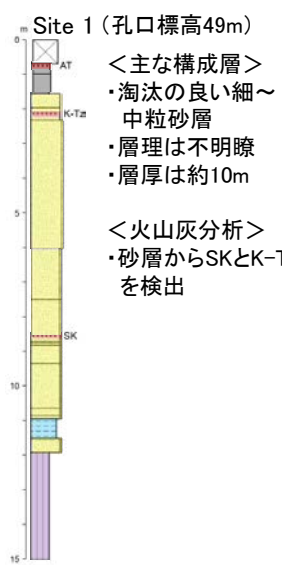 m Site 1（孔口標高49m）
0
AT
＜主な構成層＞
・淘汰の良い細～
中粒砂層
・層理は不明瞭
・層厚は約10m
K-Tz
5
＜火山灰分析＞
・砂層からSKとK-T
を検出
SK
10
15